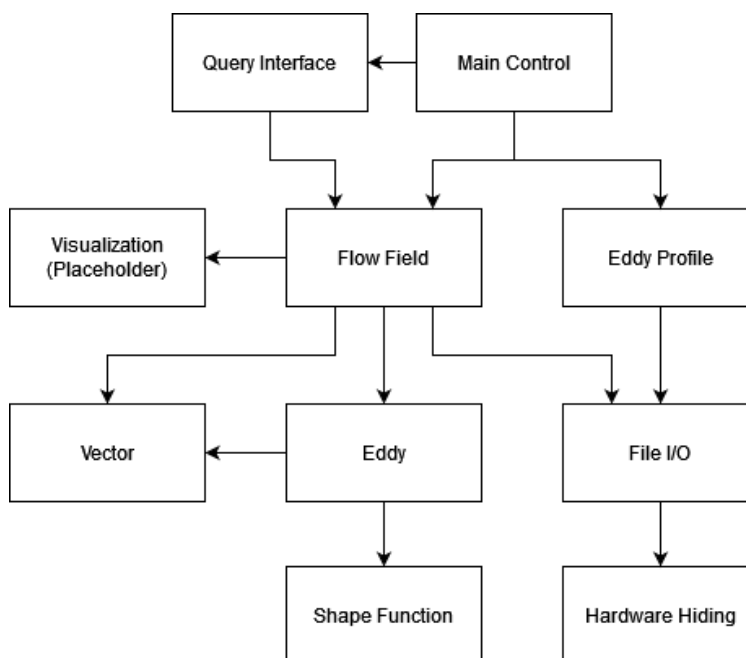 Query Interface
Main Control
Visualization
(Placeholder)
Flow Field
Eddy Profile
Vector
Eddy
File I/O
Shape Function
Hardware Hiding